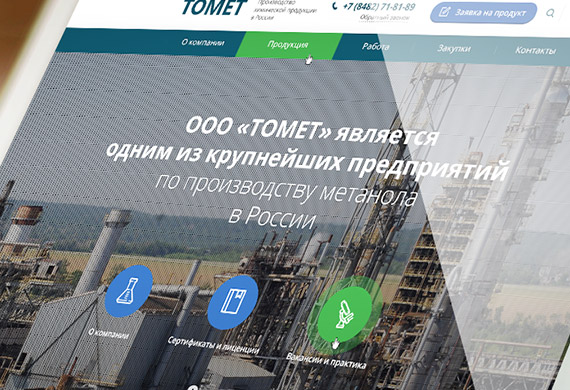 ТОМЕТ
Производство
химической продукции
в России
+7 (8482) 71-81-89
Обратный звонок
Заявка на продукт
О компании
Продукция
Работа
Закупки
Контакты
ООО «ТОМЕТ» является
одним из крупнейших предприятий
по производству метанола
в России
О компании
Сертификаты и лицензии
Вакансии и практика